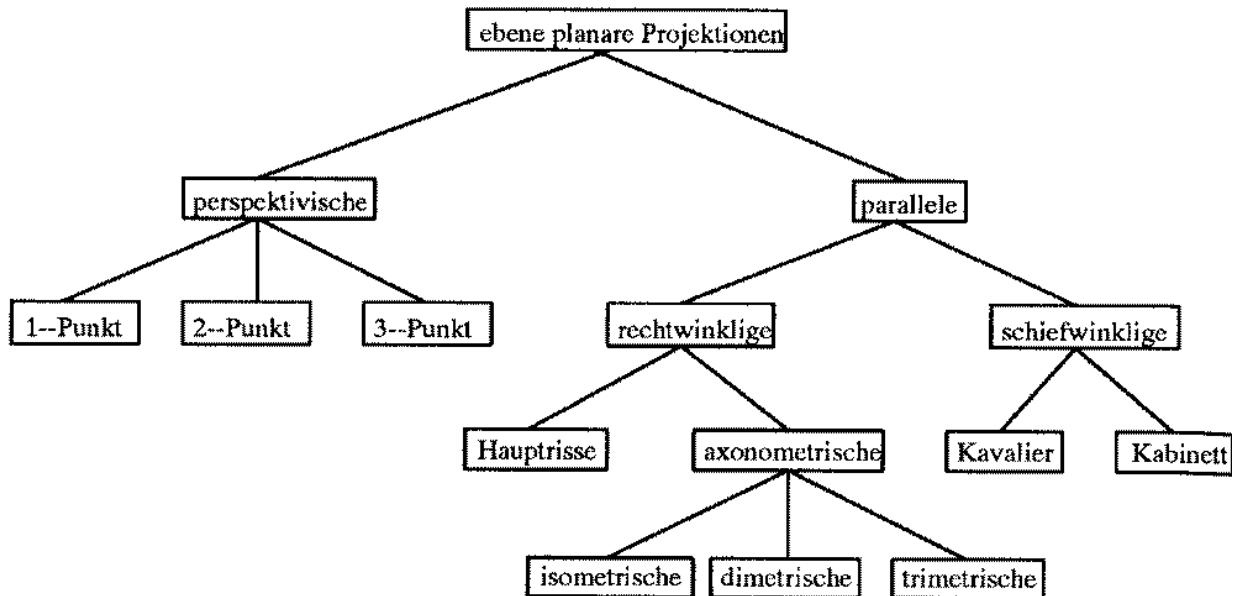 ebene planare Projektionen
perspektivische
parallele
1--Punkt
2--Punkt
3--Punkt
rechtwinklige
schiefwinklige
Hauptrisse
axonometrische
Kavalier
Kabinett
isometrische
dimetrische
trimetrische